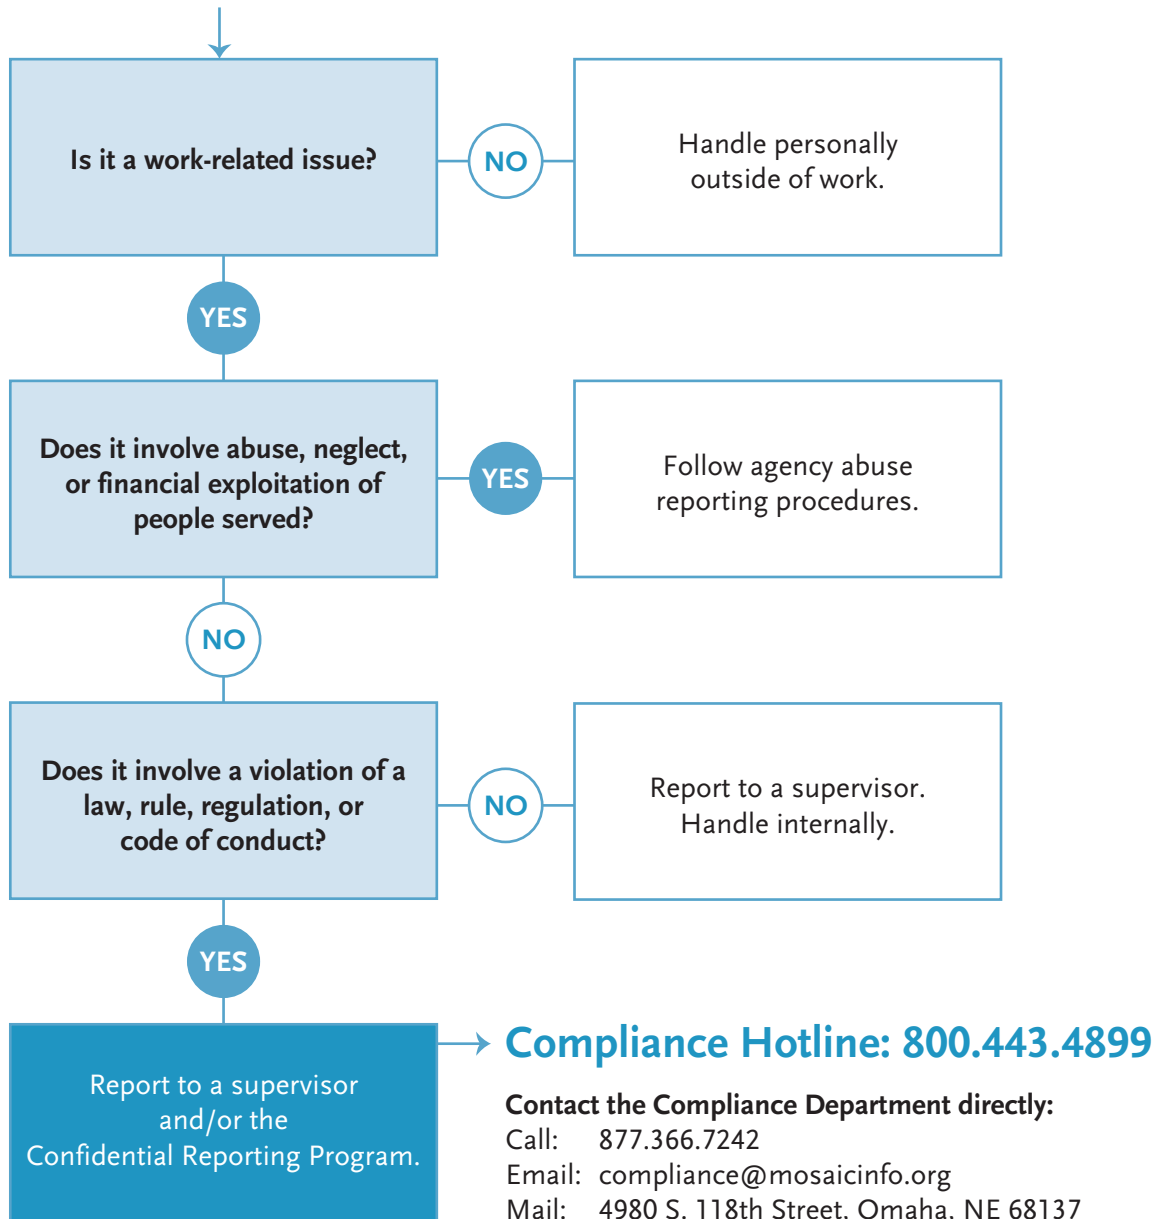 Is it a work-related issue?
NO
Handle personally
outside of work.
YES
Does it involve abuse, neglect,
or financial exploitation of
people served?
YES
Follow agency abuse
reporting procedures.
NO
Does it involve a violation of a
law, rule, regulation, or
code of conduct?
NO
Report to a supervisor.
Handle internally.
YES
Report to a supervisor
and/or the
Confidential Reporting Program.
Compliance Hotline: 800.443.4899
Contact the Compliance Department directly:
Call: 877.366.7242
Email: compliance@mosaicinfo.org
Mail: 4980 S. 118th Street, Omaha, NE 68137